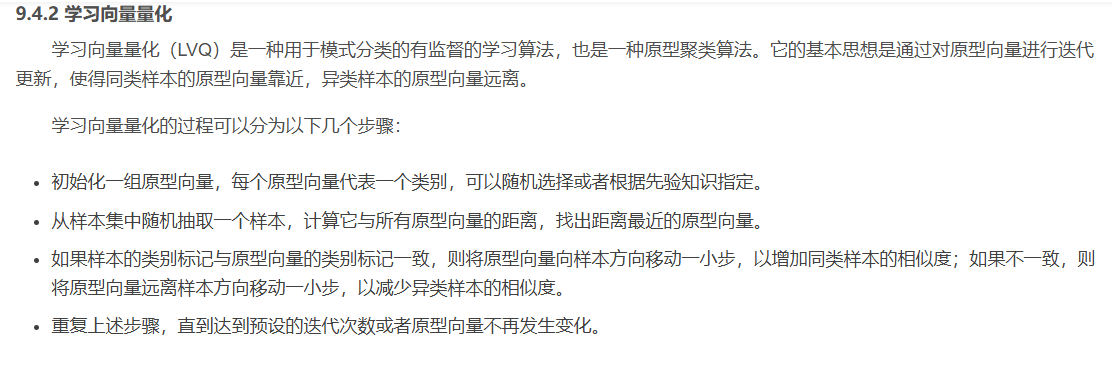 9.4.2 学习向量量化
学习向量量化（LVQ）是一种用于模式分类的有监督的学习算法，也是一种原型聚类算法。它的基本思想是通过对原型向量进行迭代
更新，使得同类样本的原型向量靠近，异类样本的原型向量远离。
学习向量量化的过程可以分为以下几个步骤：
• 初始化一组原型向量，每个原型向量代表一个类别，可以随机选择或者根据先验知识指定。
• 从样本集中随机抽取一个样本，计算它与所有原型向量的距离，找出距离最近的原型向量。
• 如果样本的类别标记与原型向量的类别标记一致，则将原型向量向样本方向移动一小步，以增加同类样本的相似度；如果不一致，则
将原型向量远离样本方向移动一小步，以减少异类样本的相似度。
• 重复上述步骤，直到达到预设的迭代次数或者原型向量不再发生变化。